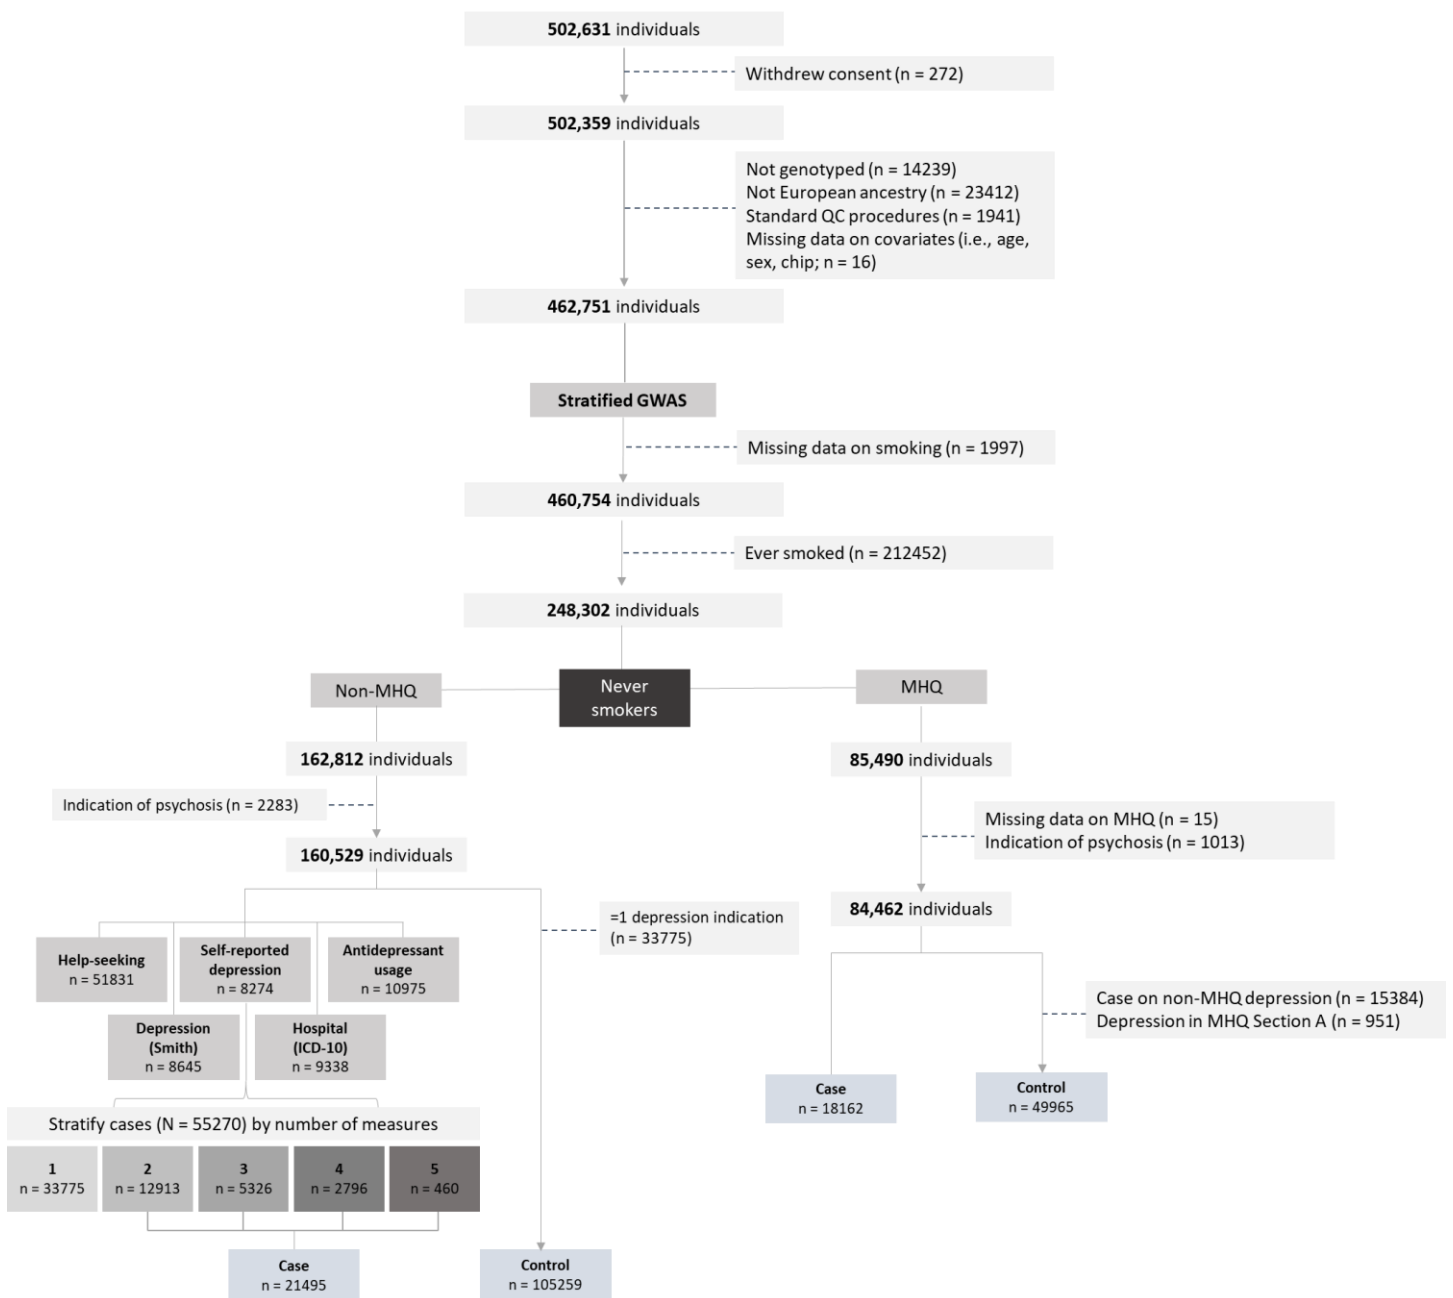 502,631 individuals
Withdrew consent (n = 272)
502,359 individuals
Not genotyped (n = 14239)
Not European ancestry (n = 23412)
Standard QC procedures (n = 1941)
Missing data on covariates (i.e., age,
sex, chip; n = 16)
462,751 individuals
Stratified GWAS
Missing data on smoking (n = 1997)
460,754 individuals
Ever smoked (n = 212452)
248,302 individuals
Never
smokers
Non-MHQ
MHQ
162,812 individuals
Indication of psychosis (n = 2283)
160,529 individuals
85,490 individuals
Missing data on MHQ (n = 15)
Indication of psychosis (n = 1013)
84,462 individuals
=1 depression indication
(n = 33775)
Help-seeking
n = 51831
Self-reported
depression
n = 8274
Antidepressant
usage
n = 10975
Depression
(Smith)
n = 8645
Hospital
(ICD-10)
n = 9338
Case on non-MHQ depression (n = 15384)
Depression in MHQ Section A (n = 951)
Case
n = 18162
Control
n = 49965
Stratify cases (N = 55270) by number of measures
1
n = 33775
2
n = 12913
3
n = 5326
4
n = 2796
5
n = 460
Case
n = 21495
Control
n = 105259